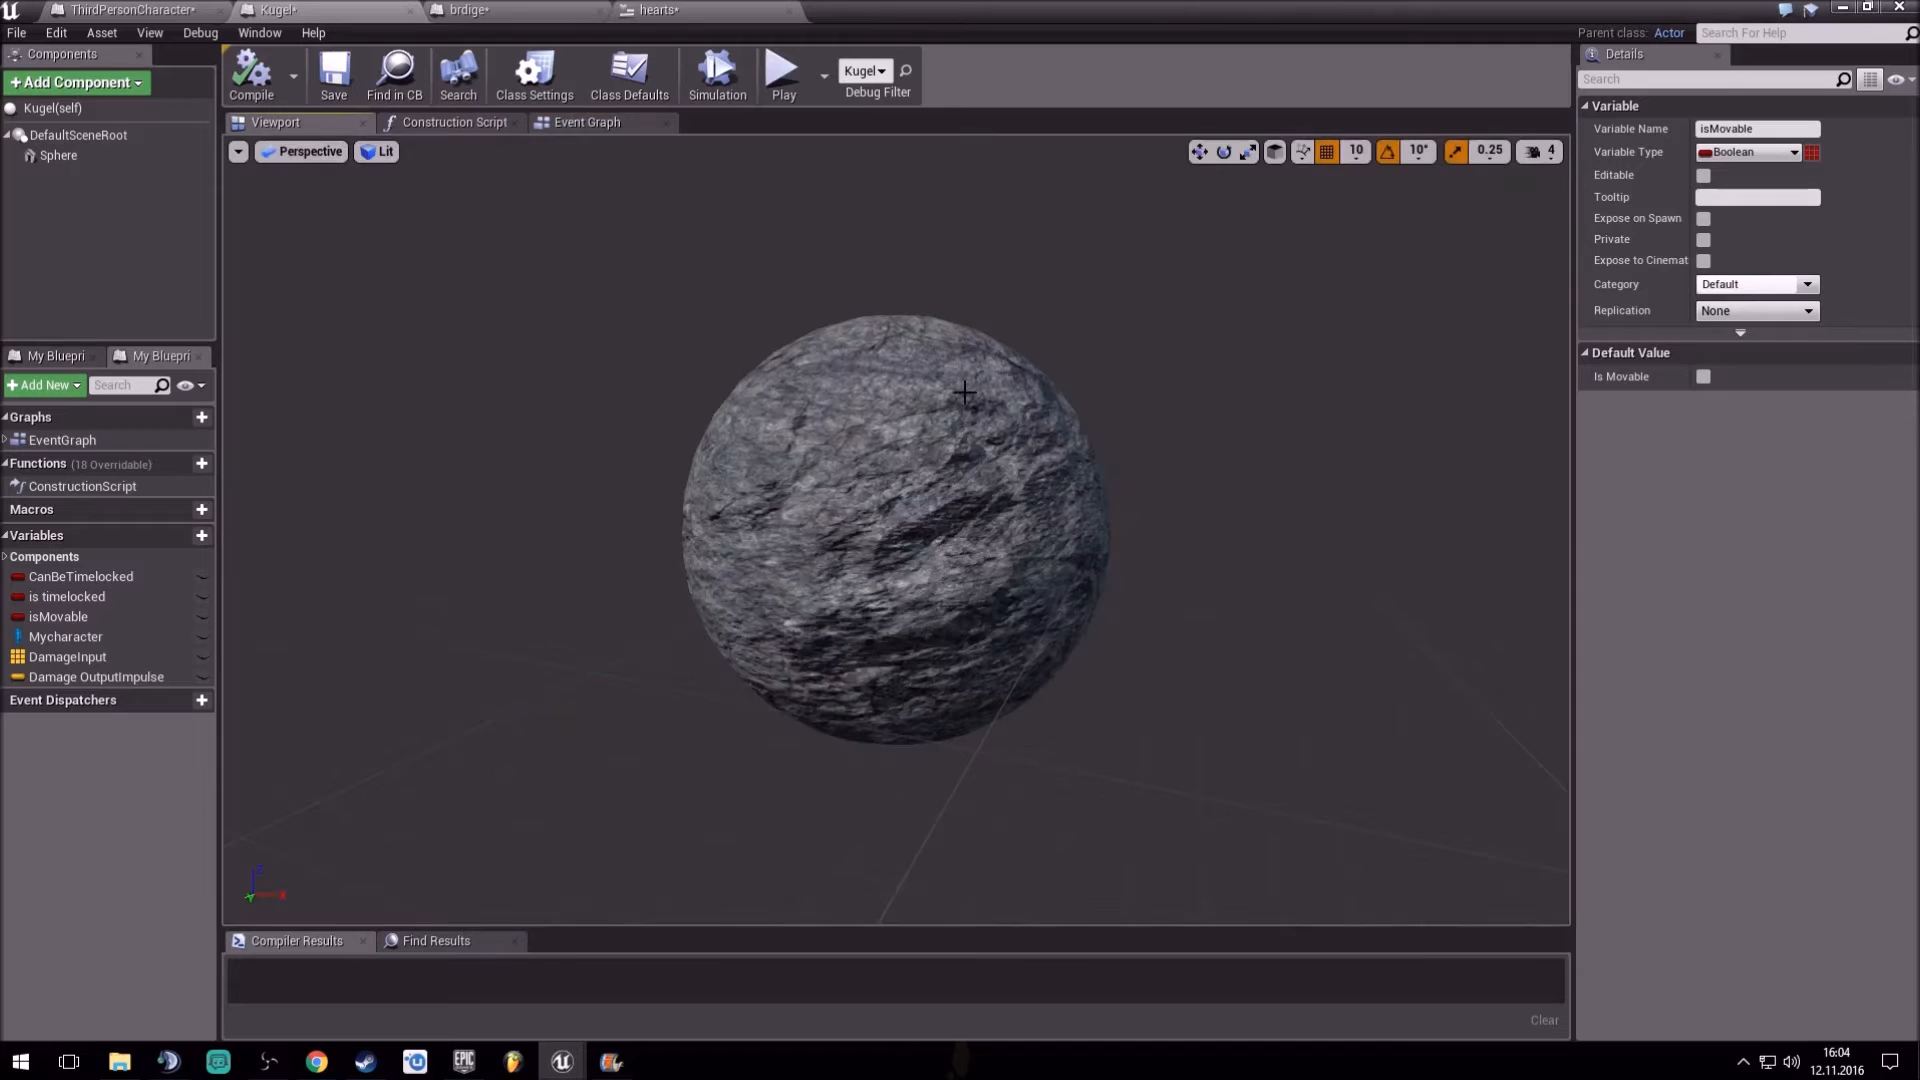 ThirdPersonCharacter*
Kugel*
brdige*
hearts*
File Edit Asset View Debug Window Help
Parent class: Actor
Search For Help
Components
+Add Component
Kugel(self)
DefaultSceneRoot
Sphere
Compile
Save
Find in CB
Search
Class Settings
Class Defaults
Simulation
Play
Kugel
Debug Filter
Viewport
Construction Script
Event Graph
Perspective
Lit
10
10°
0.25
4
My Bluepri
My Bluepri
+Add New
Search
Graphs
EventGraph
Functions (18 Overridable)
ConstructionScript
Macros
Variables
Components
CanBeTimelocked
is timelocked
isMovable
Mycharacter
DamageInput
Damage OutputImpulse
Event Dispatchers
Z
X
Compiler Results
Find Results
Clear
Details
Search
Variable
Variable Name isMovable
Variable Type Boolean
Editable
Tooltip
Expose on Spawn
Private
Expose to Cinemat
Category Default
Replication None
Default Value
Is Movable
EPIC
16:04
12.11.2016